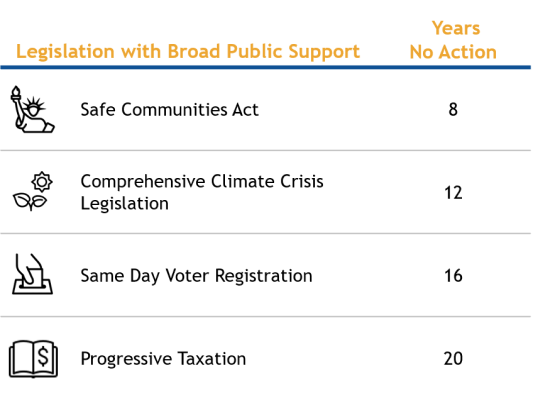 Years
Legislation with Broad Public Support No Action
Safe Communities Act 8
Comprehensive Climate Crisis
Legislation 12
Same Day Voter Registration 16
$
Progressive Taxation 20